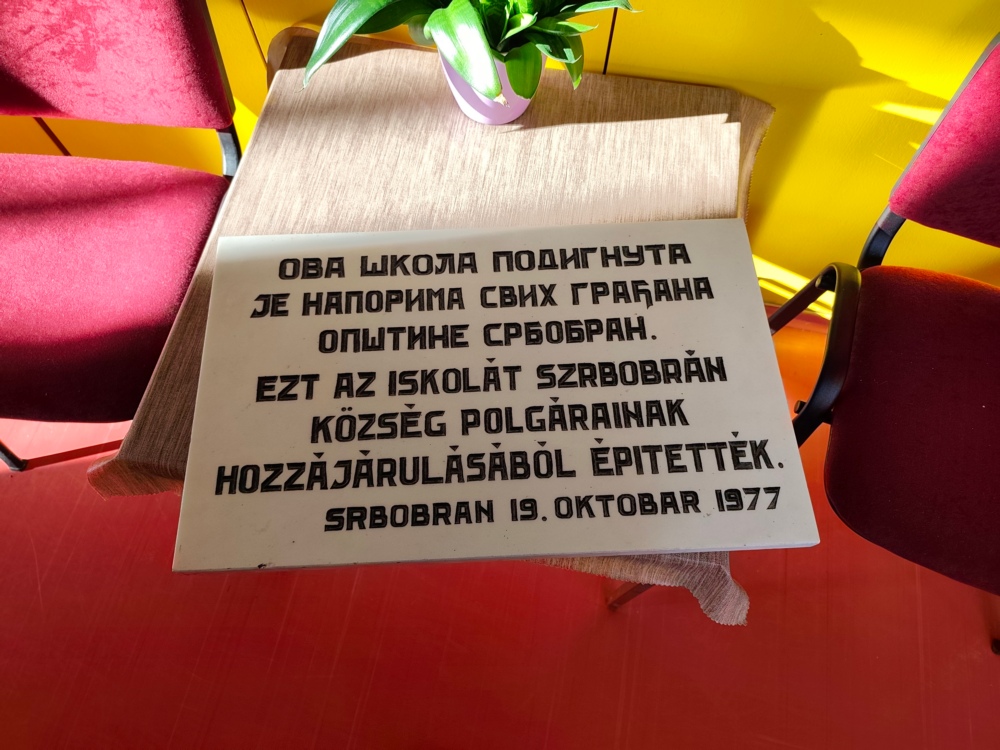 ОВА ШКОЛА ПОДИГНУТА
ЈЕ НАПОРИМА СВИХ ГРАЂАНА
ОПШТИНЕ СРБОБРАН.
EZT AZ ISKOLÁT SZRBOBRÁN
KÖZSÉG POLGÁRAINAK
HOZZÁJÁRULÁSÁBÓL ÉPITETTÉK.
SRBOBRAN 19. OKTOBAR 1977